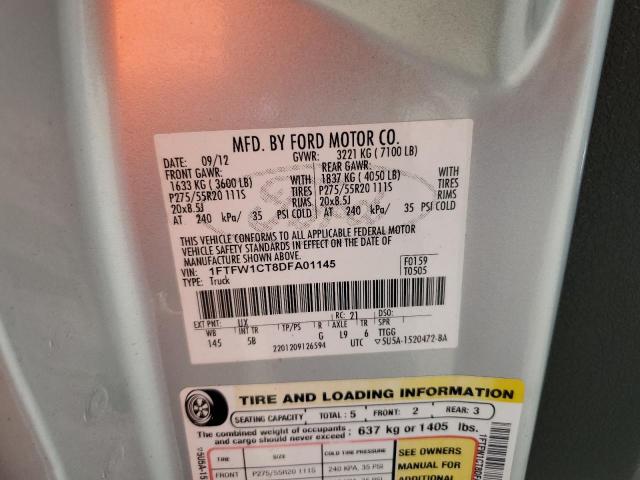 MFD. BY FORD MOTOR CO.
DATE: 09/12 GVWR: 3221 KG ( 7100 LB)
FRONT GAWR: REAR GAWR:
1633 KG ( 3600 LB) WITH 1837 KG ( 4050 LB) WITH
P275/55R20 111S TIRES P275/55R20 111S TIRES
20x8.5J RIMS 20x8.5J RIMS
AT 240 kPa/ 35 PSI COLD AT 240 kPa/ 35 PSI COLD
THIS VEHICLE CONFORMS TO ALL APPLICABLE FEDERAL MOTOR
VEHICLE SAFETY STANDARDS IN EFFECT ON THE DATE OF
MANUFACTURE SHOWN ABOVE.
VIN: 1FTFW1CT8DFA01145 F0159
TYPE: Truck T0505
EXT PNT: UX RC: 21 DSO:
WB INT TR TP/PS R AXLE TR SPR
145 5B G L9 6 TTGG
2201209126594 UTC ▽5U5A-1520472-BA
TIRE AND LOADING INFORMATION
SEATING CAPACITY TOTAL : 5 FRONT: 2 REAR: 3
The combined weight of occupants and cargo should never exceed : 637 kg or 1405 lbs.
TIRE SIZE COLD TIRE PRESSURE SEE OWNERS
FRONT P275/55R20 111S 240 KPA, 35 PSI MANUAL FOR